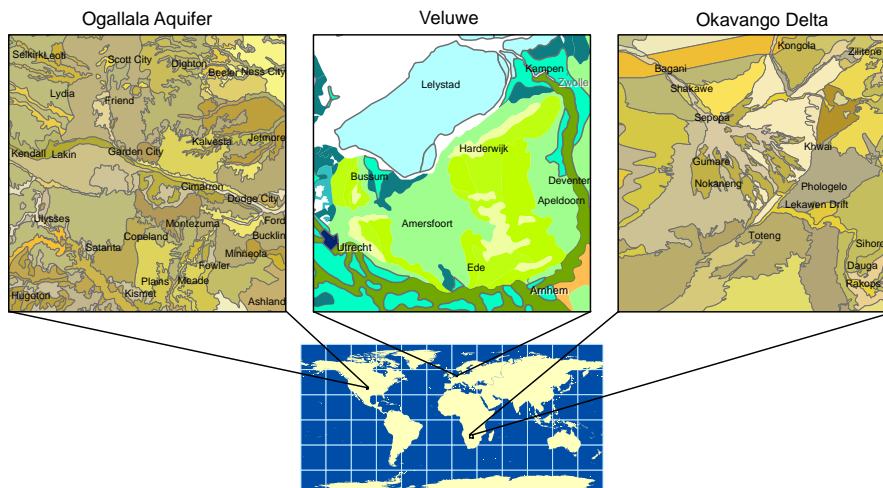 Ogallala Aquifer
Veluwe
Okavango Delta
Selkirk
Leoti
Scott City
Dighton
Beeler
Ness City
Lydia
Friend
Jetmore
Kalvesta
Kendall
Lakin
Garden City
Cimarron
Dodge City
Ulysses
Montezuma
Ford
Copeland
Bucklin
Satanta
Minneola
Fowler
Plains
Meade
Hugoton
Kismet
Ashland
Kampen
Zwolle
Lelystad
Harderwijk
Bussum
Deventer
Apeldoorn
Amersfoort
Utrecht
Ede
Arnhem
Kongola
Zilitene
Bagani
Shakawe
Sepopa
Khwai
Gumare
Nokaneng
Phologelo
Lekawen Drift
Toteng
Sihoro
Dauga
Rakops